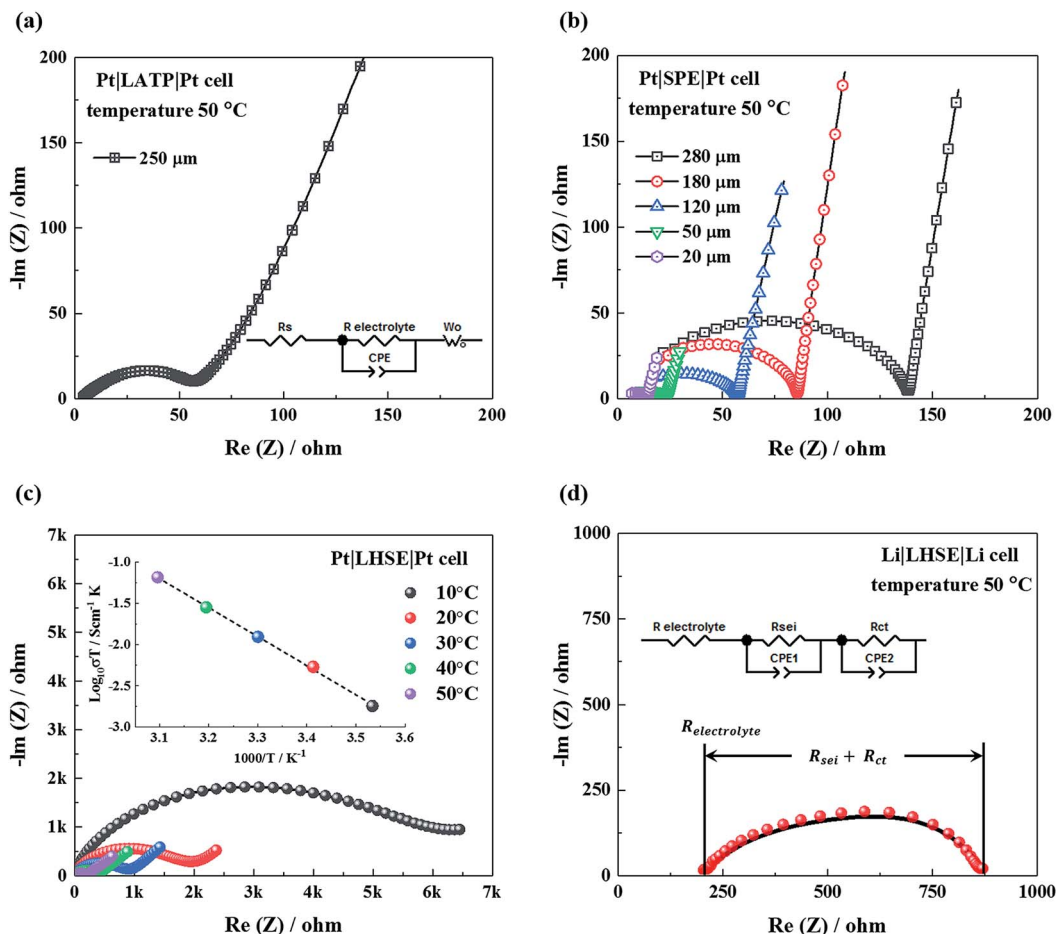 (a)
Pt|LATP|Pt cell
temperature 50 °C
250 μm
Rs
R electrolyte
CPE
Wo
-Im (Z) / ohm
200
150
100
50
0
0
50
100
150
200
Re (Z) / ohm
(b)
Pt|SPE|Pt cell
temperature 50 °C
280 μm
180 μm
120 μm
50 μm
20 μm
-Im (Z) / ohm
200
150
100
50
0
0
50
100
150
200
Re (Z) / ohm
(c)
Pt|LHSE|Pt cell
10°C
20°C
30°C
40°C
50°C
Log₁₀σT / Scm⁻¹ K
-1.0
-1.5
-2.0
-2.5
-3.0
3.1
3.2
3.3
3.4
3.5
3.6
1000/T / K⁻¹
-Im (Z) / ohm
7k
6k
5k
4k
3k
2k
1k
0
0
1k
2k
3k
4k
5k
6k
7k
Re (Z) / ohm
(d)
Li|LHSE|Li cell
temperature 50 °C
R electrolyte
Rsei
Rct
CPE1
CPE2
R_electrolyte
R_sei + R_ct
-Im (Z) / ohm
1000
750
500
250
0
0
250
500
750
1000
Re (Z) / ohm